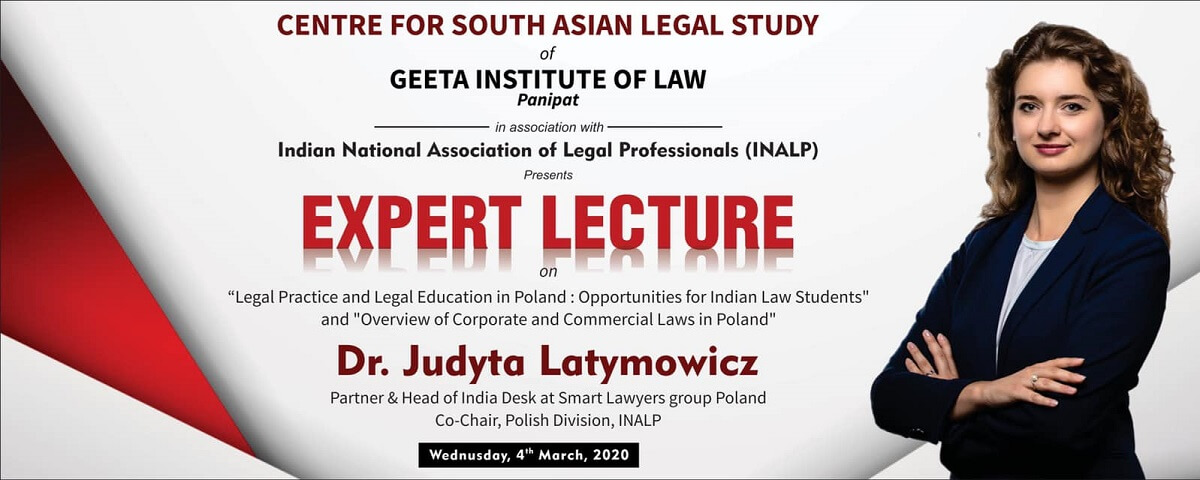 CENTRE FOR SOUTH ASIAN LEGAL STUDY
of
GEETA INSTITUTE OF LAW
Panipat
in association with
Indian National Association of Legal Professionals (INALP)
Presents
EXPERT LECTURE
on
“Legal Practice and Legal Education in Poland : Opportunities for Indian Law Students"
and "Overview of Corporate and Commercial Laws in Poland"
Dr. Judyta Latymowicz
Partner & Head of India Desk at Smart Lawyers group Poland
Co-Chair, Polish Division, INALP
Wednusday, 4th March, 2020